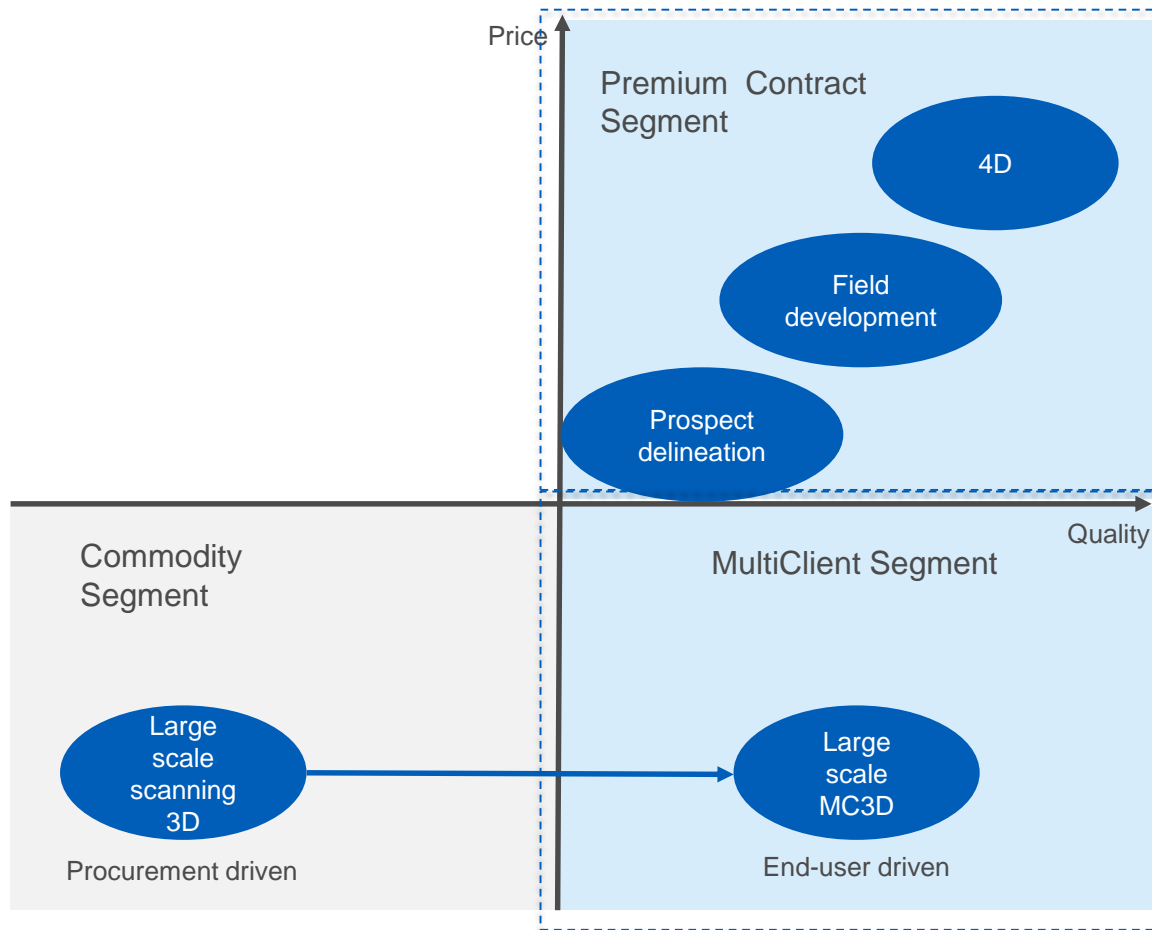 Price
Premium Contract
Segment
4D
Field
development
Prospect
delineation
Quality
Commodity
Segment
MultiClient Segment
Large
scale
scanning
3D
Large
scale
MC3D
Procurement driven
End-user driven